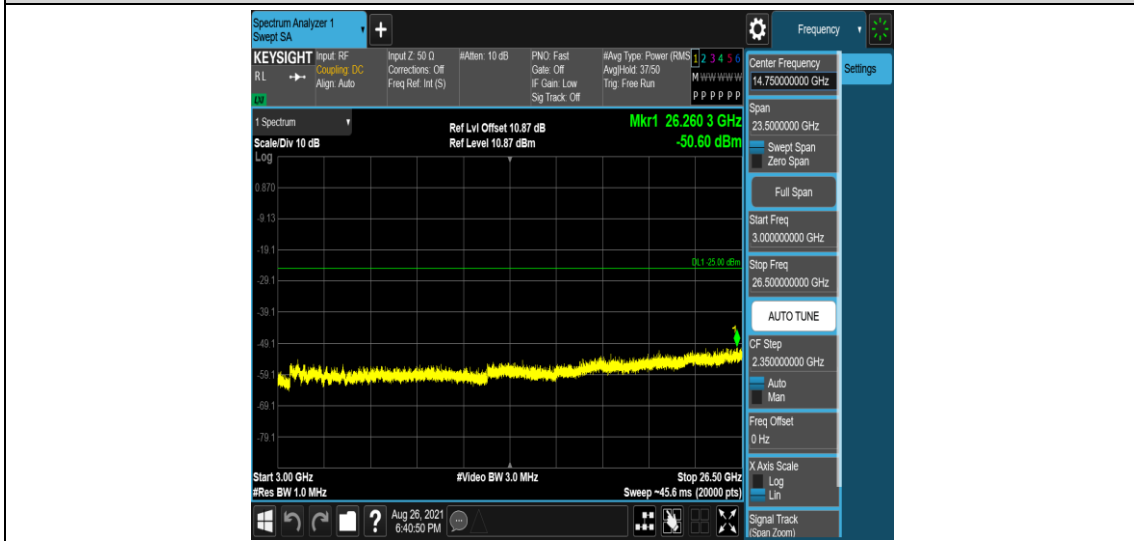 Spectrum Analyzer 1
Swept SA
+
Frequency
KEYSIGHT
RL
LXI
Input: RF
Coupling: DC
Align: Auto
Input Z: 50 Ω
Corrections: Off
Freq Ref: Int (S)
#Atten: 10 dB
PNO: Fast
Gate: Off
IF Gain: Low
Sig Track: Off
#Avg Type: Power (RMS
Avg|Hold: 37/50
Trig: Free Run
1 2 3 4 5 6
M W W W W W
P P P P P P
1 Spectrum
Scale/Div 10 dB
Log
Ref Lvl Offset 10.87 dB
Ref Level 10.87 dBm
Mkr1 26.260 3 GHz
-50.60 dBm
0.870
-9.13
-19.1
-29.1
-39.1
-49.1
-59.1
-69.1
-79.1
DL1 -25.00 dBm
1
Start 3.00 GHz
#Res BW 1.0 MHz
#Video BW 3.0 MHz
Stop 26.50 GHz
Sweep ~45.6 ms (20000 pts)
?
Aug 26, 2021
6:40:50 PM
Center Frequency
14.750000000 GHz
Settings
Span
23.5000000 GHz
Swept Span
Zero Span
Full Span
Start Freq
3.000000000 GHz
Stop Freq
26.500000000 GHz
AUTO TUNE
CF Step
2.350000000 GHz
Auto
Man
Freq Offset
0 Hz
X Axis Scale
Log
Lin
Signal Track
(Span Zoom)